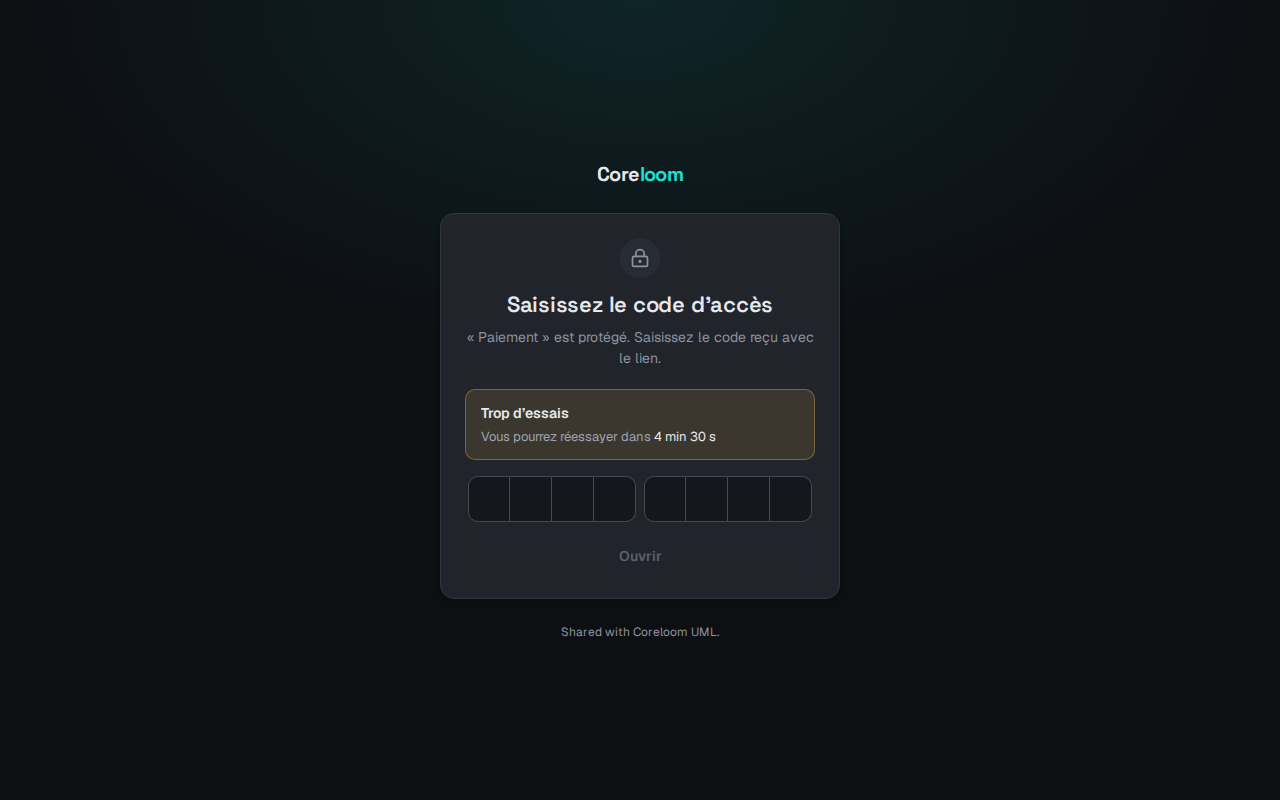 Coreloom
Saisissez le code d’accès
« Paiement » est protégé. Saisissez le code reçu avec
le lien.
Trop d’essais
Vous pourrez réessayer dans 4 min 30 s
Ouvrir
Shared with Coreloom UML.